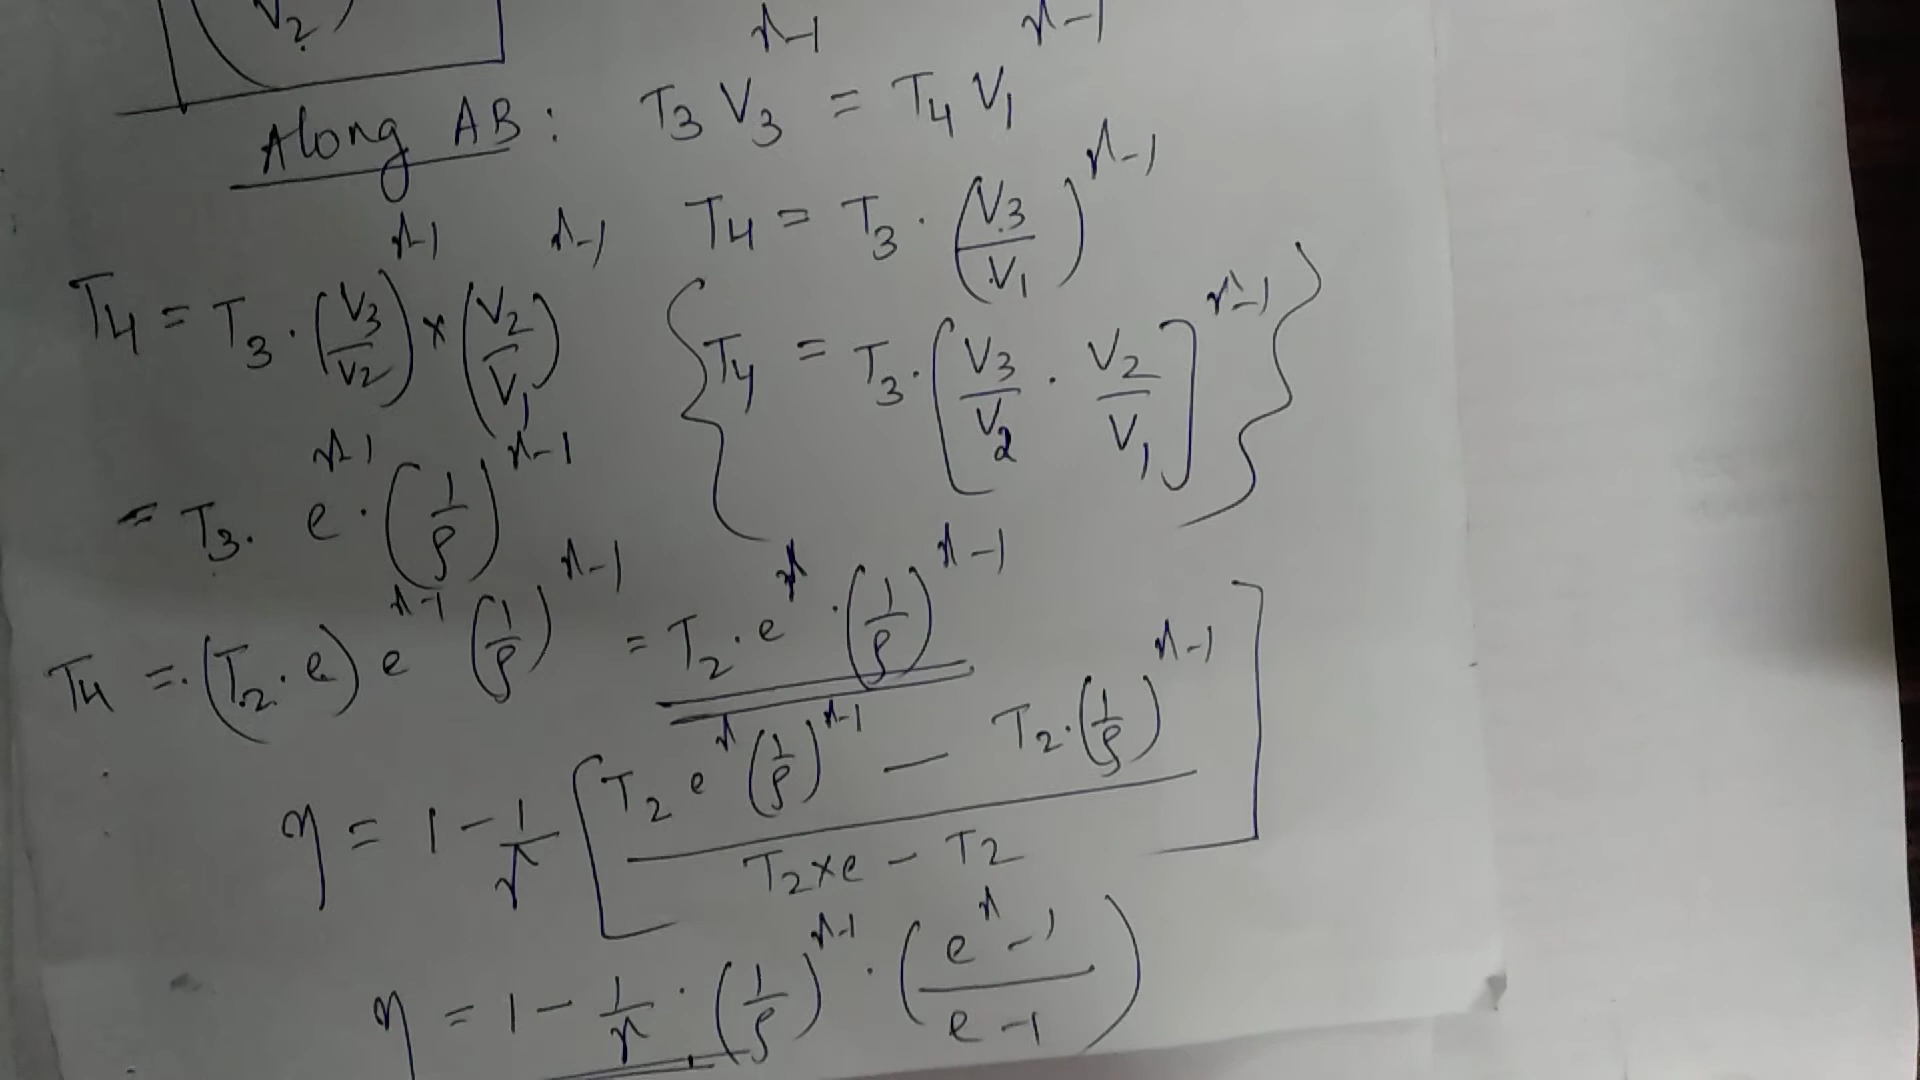 V₂)
Along AB: T₃ V₃^(γ-1) = T₄ V₁^(γ-1)
T₄ = T₃ · (V₃/V₁)^(γ-1)
T₄ = T₃ · (V₃/V₂)^(γ-1) × (V₂/V₁)^(γ-1)
{T₄ = T₃ · [V₃/V₂ · V₂/V₁]^(γ-1)}
= T₃ · e^(γ-1) · (1/ρ)^(γ-1)
T₄ = (T₂ · e) e^(γ-1) (1/ρ)^(γ-1) = T₂ · e^γ · (1/ρ)^(γ-1)
η = 1 - 1/γ [(T₂ e^γ (1/ρ)^(γ-1) - T₂ · (1/ρ)^(γ-1)) / (T₂ × e - T₂)]
η = 1 - 1/γ · (1/ρ)^(γ-1) · ((e^γ - 1)/(e - 1))